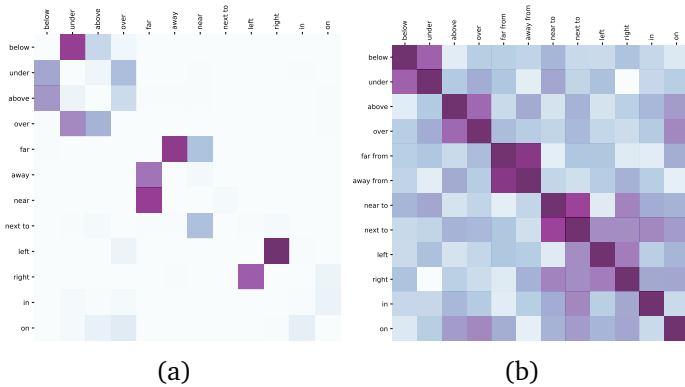 below under above over far away near next to left right in on
below
under
above
over
far
away
near
next to
left
right
in
on
(a)
below under above over far from away from near to next to left right in on
below
under
above
over
far from
away from
near to
next to
left
right
in
on
(b)